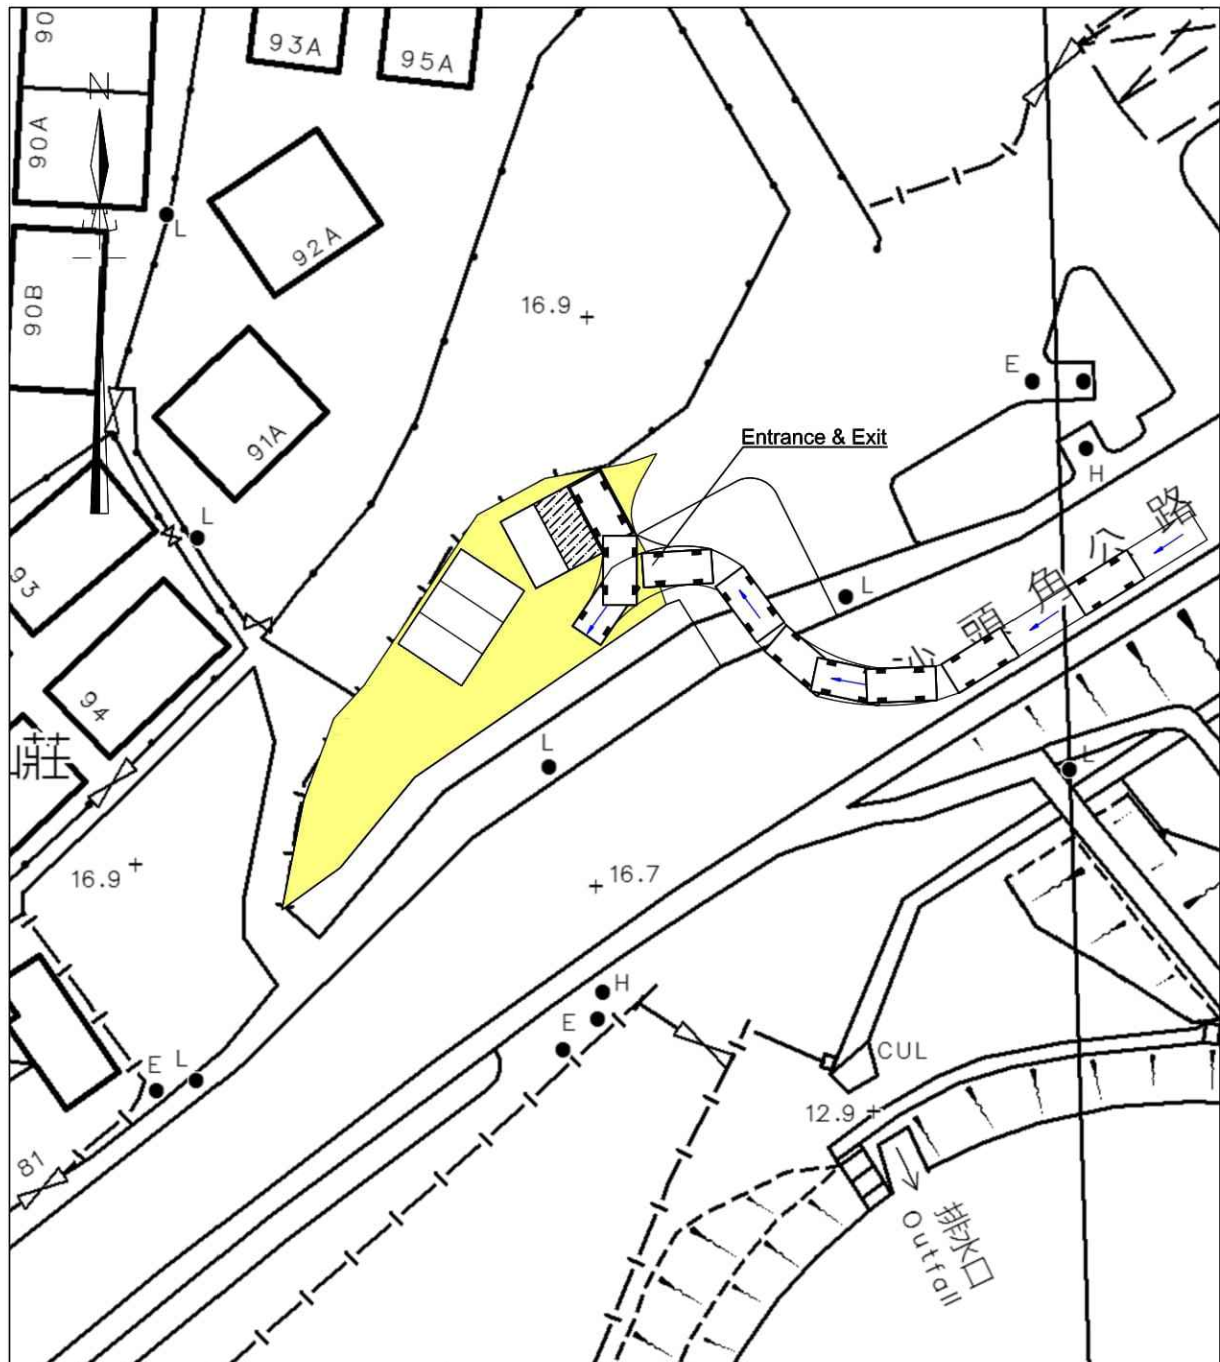 90
93A
95A
N
90A
L
92A
90B
16.9
E
91A
Entrance & Exit
H
沙頭角公路
L
93
L
94
莊
L
L
16.9
16.7
H
E
CUL
E
L
12.9
81
排水口
Outfall